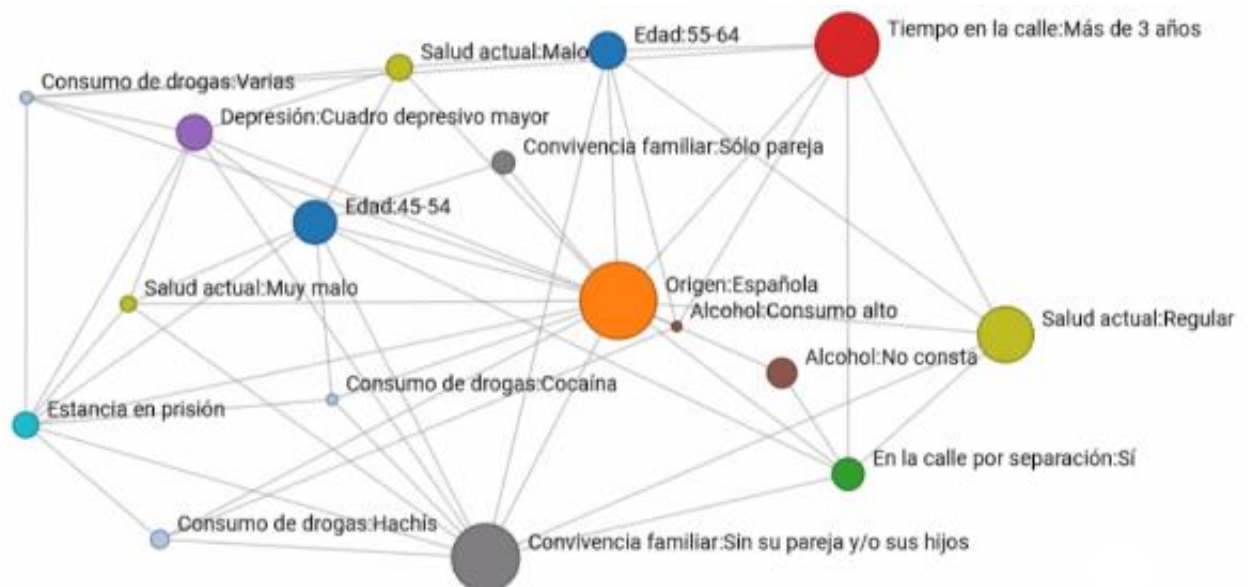 Tiempo en la calle:Más de 3 años
Edad:55-64
Salud actual:Malo
Consumo de drogas:Varias
Depresión:Cuadro depresivo mayor
Convivencia familiar:Sólo pareja
Edad:45-54
Salud actual:Muy malo
Origen:Española
Alcohol:Consumo alto
Salud actual:Regular
Alcohol:No consta
Consumo de drogas:Cocaína
Estancia en prisión
En la calle por separación:Sí
Consumo de drogas:Hachís
Convivencia familiar:Sin su pareja y/o sus hijos